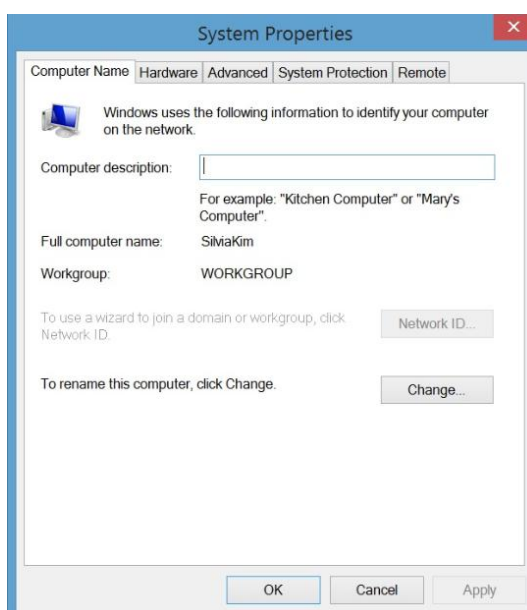 System Properties
Computer Name Hardware Advanced System Protection Remote
Windows uses the following information to identify your computer
on the network.
Computer description:
For example: "Kitchen Computer" or "Mary's
Computer".
Full computer name: SilviaKim
Workgroup: WORKGROUP
To use a wizard to join a domain or workgroup, click
Network ID.
Network ID...
To rename this computer, click Change.
Change...
OK Cancel Apply